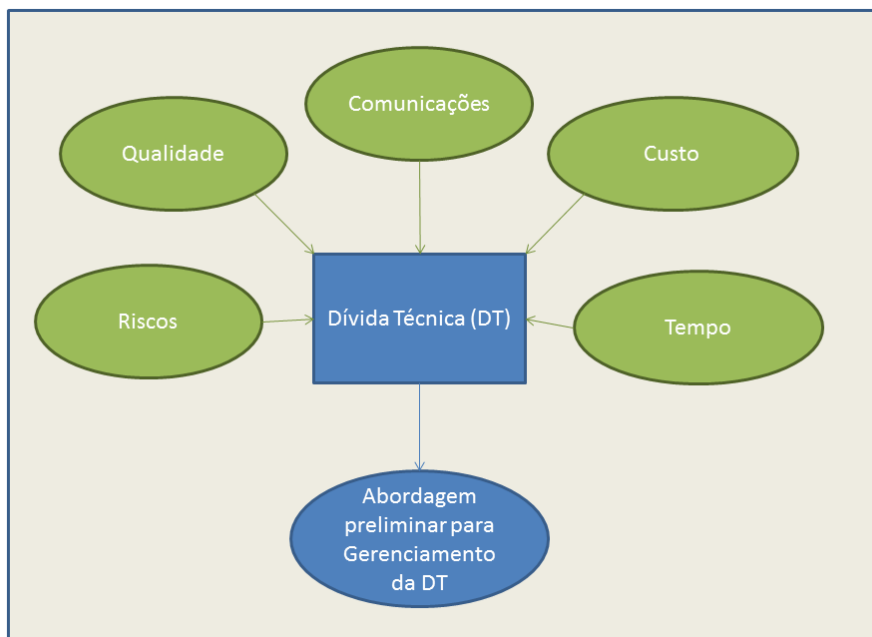 Comunicações
Qualidade
Custo
Riscos
Dívida Técnica (DT)
Tempo
Abordagem
preliminar para
Gerenciamento
da DT